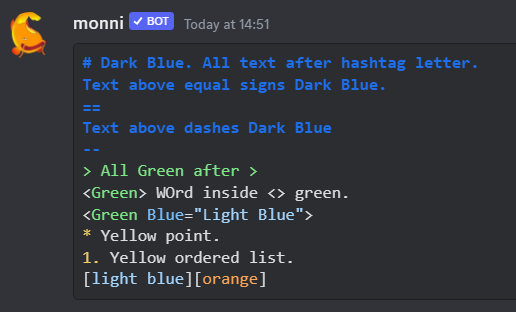 monni ✓ BOT Today at 14:51
# Dark Blue. All text after hashtag letter.
Text above equal signs Dark Blue.
==
Text above dashes Dark Blue
--
> All Green after >
<Green> WOrd inside <> green.
<Green Blue="Light Blue">
* Yellow point.
1. Yellow ordered list.
[light blue][orange]